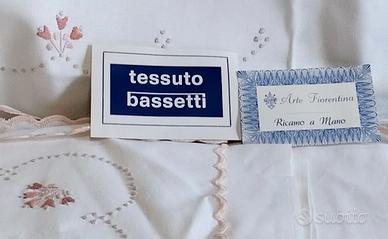 tessuto
bassetti
Arte Fiorentina
Ricamo a Mano
subito